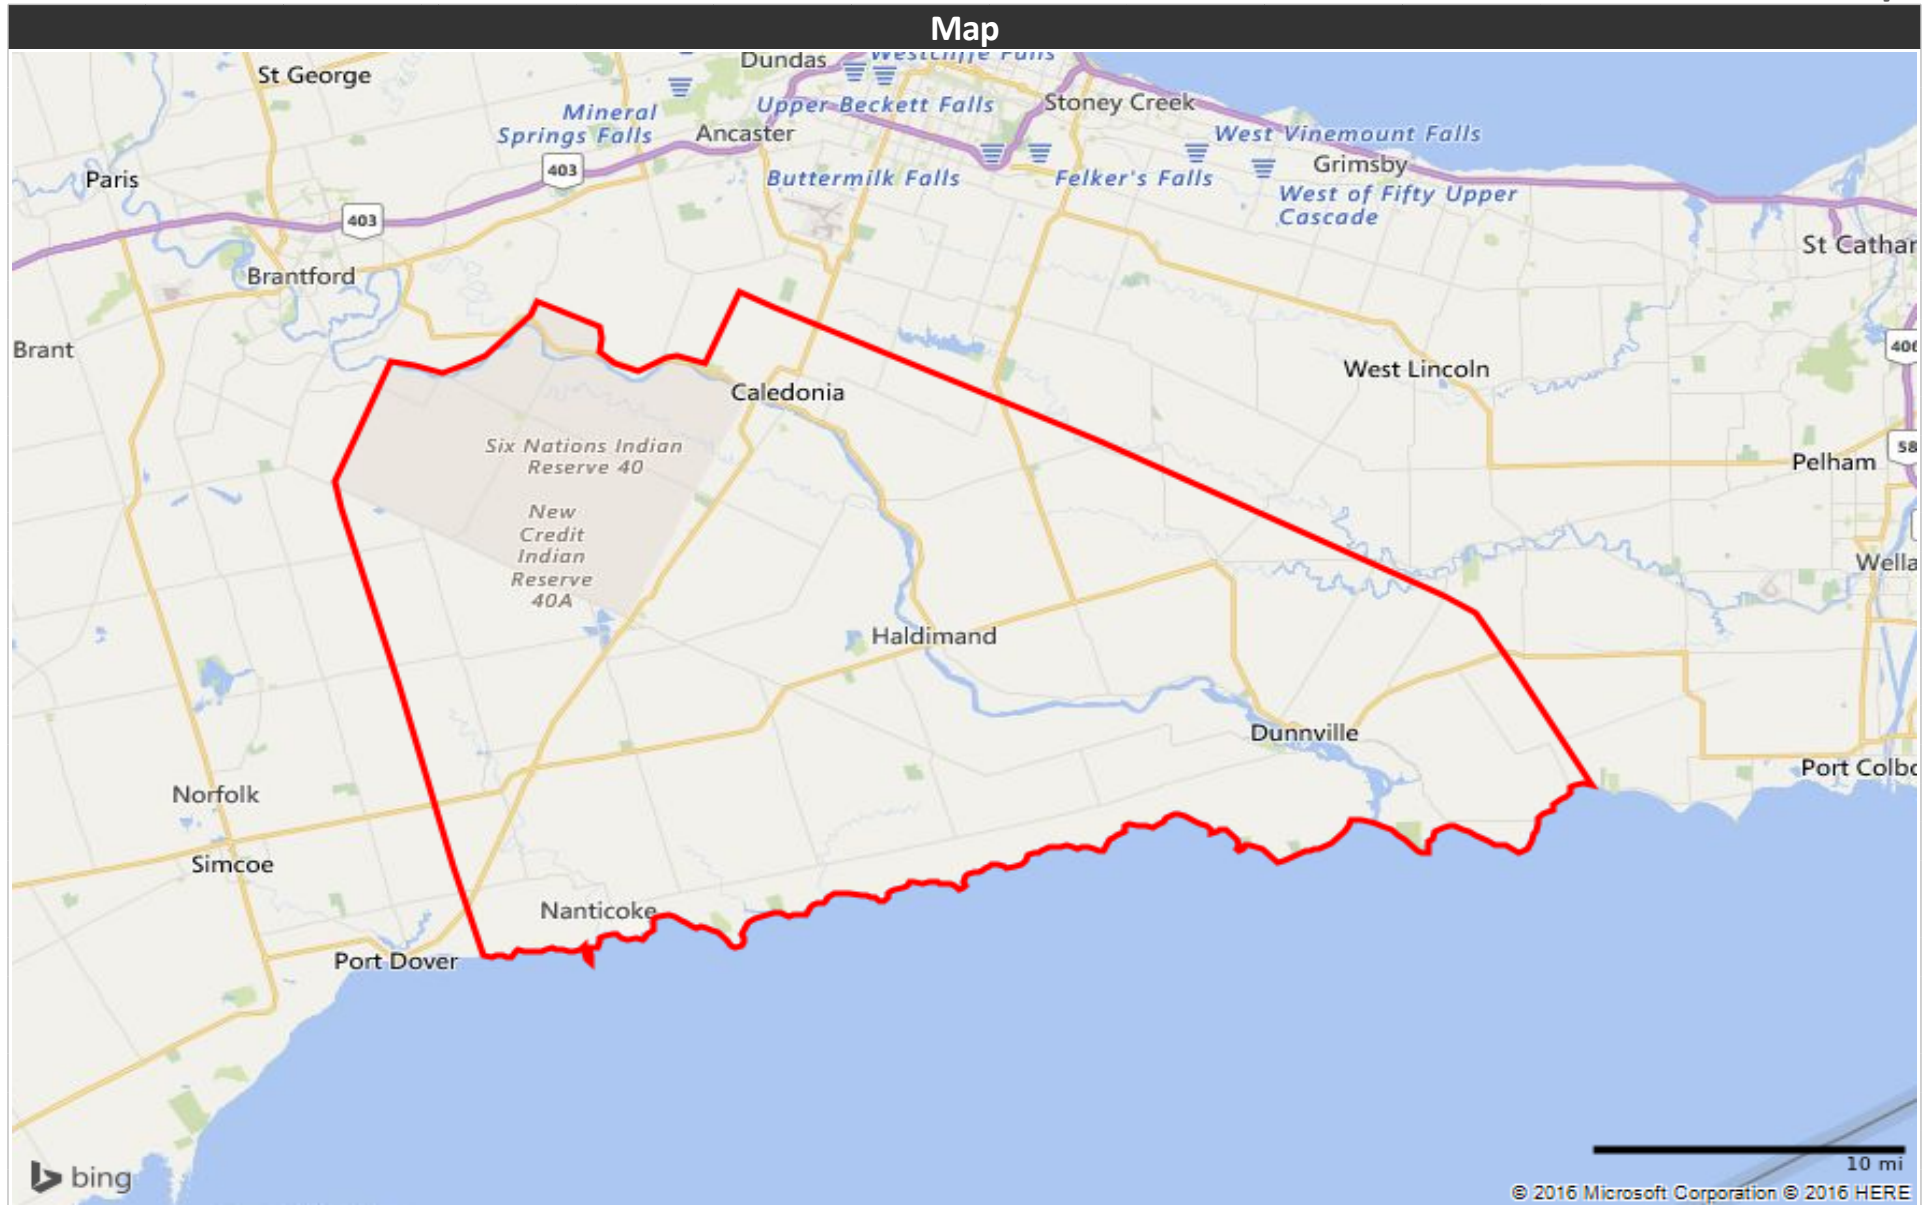 Map
Dundas
Westcliffe Falls
St George
Mineral
Springs Falls
Upper Beckett Falls
Stoney Creek
Ancaster
West Vinemount Falls
403
Grimsby
Paris
Buttermilk Falls
Felker's Falls
West of Fifty Upper
Cascade
403
St Cathar
Brantford
Brant
406
West Lincoln
Caledonia
Six Nations Indian
Reserve 40
58
Pelham
New
Credit
Indian
Reserve
40A
Wella
Haldimand
Dunnville
Port Colbo
Norfolk
Simcoe
Nanticoke
Port Dover
bing
10 mi
© 2016 Microsoft Corporation © 2016 HERE